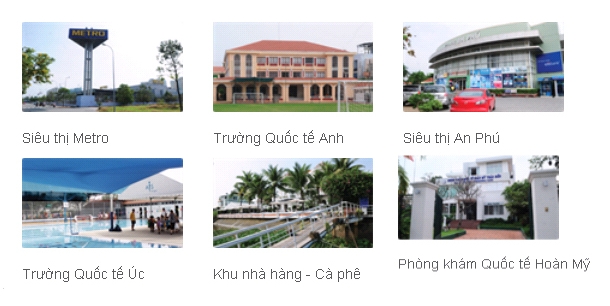 METRO
Siêu thị Metro
Trường Quốc tế Anh
Siêu thị An Phú
Trường Quốc tế Úc
Khu nhà hàng - Cà phê
Phòng khám Quốc tế Hoàn Mỹ